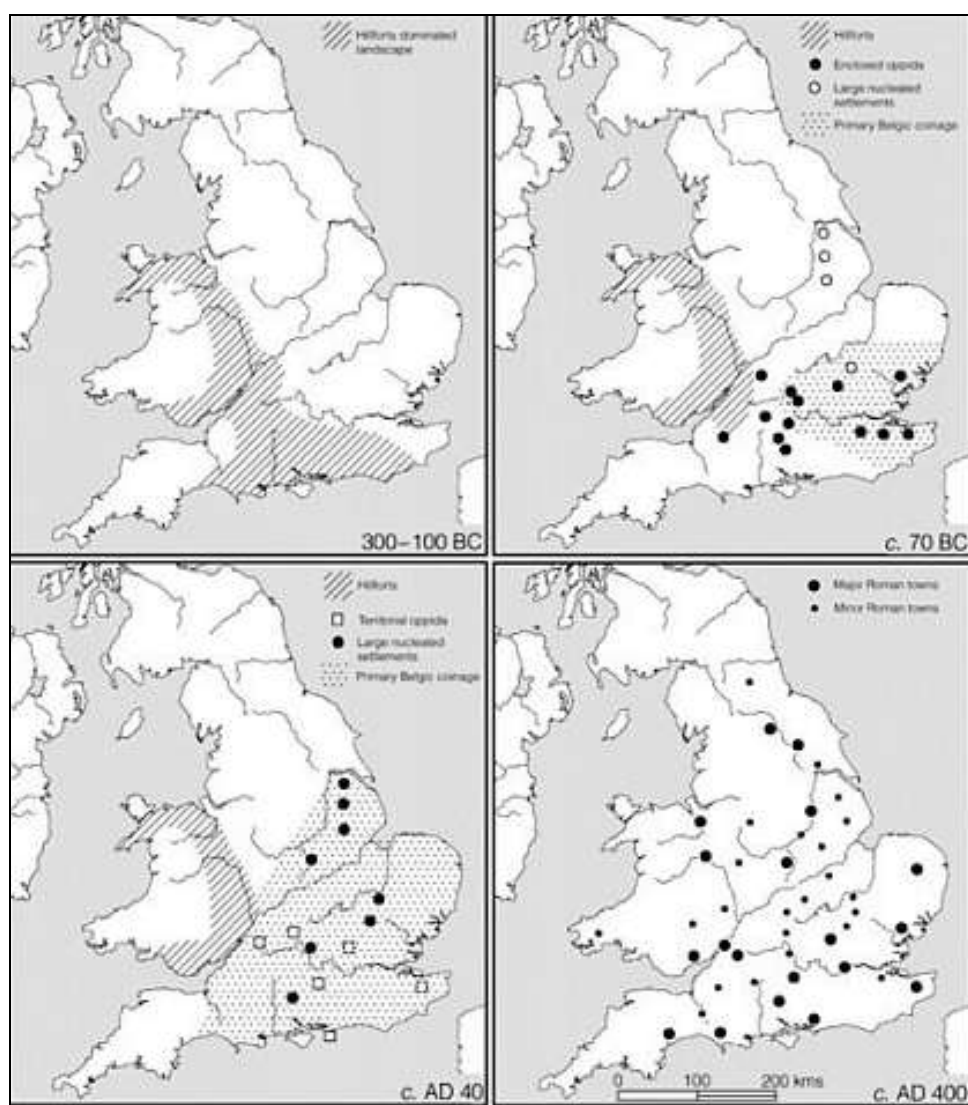 Hillforts dominated
landscape
300–100 BC
Hillforts
Enclosed oppida
Large nucleated
settlements
Primary Belgic coinage
c. 70 BC
Hillforts
Territorial oppida
Large nucleated
settlements
Primary Belgic coinage
c. AD 40
Major Roman towns
Minor Roman towns
0 100 200 kms
c. AD 400